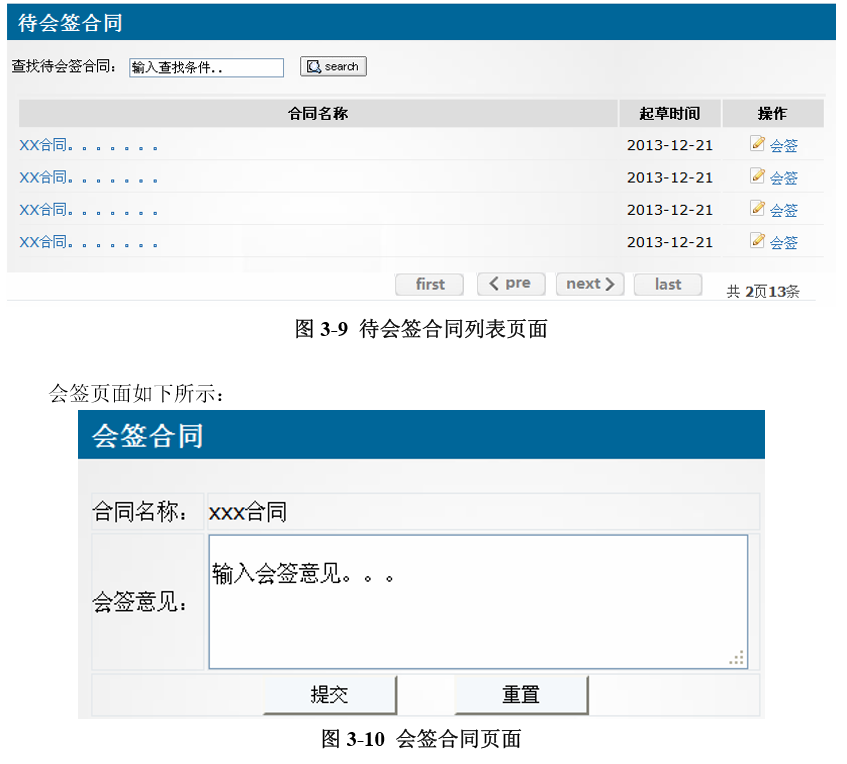 待会签合同
查找待会签合同： 输入查找条件.. search
合同名称 起草时间 操作
XX合同。。。。。。。 2013-12-21 会签
XX合同。。。。。。。 2013-12-21 会签
XX合同。。。。。。。 2013-12-21 会签
XX合同。。。。。。。 2013-12-21 会签
first pre next last 共 2页13条
图 3-9 待会签合同列表页面
会签页面如下所示：
会签合同
合同名称： xxx合同
输入会签意见。。。
会签意见：
提交 重置
图 3-10 会签合同页面